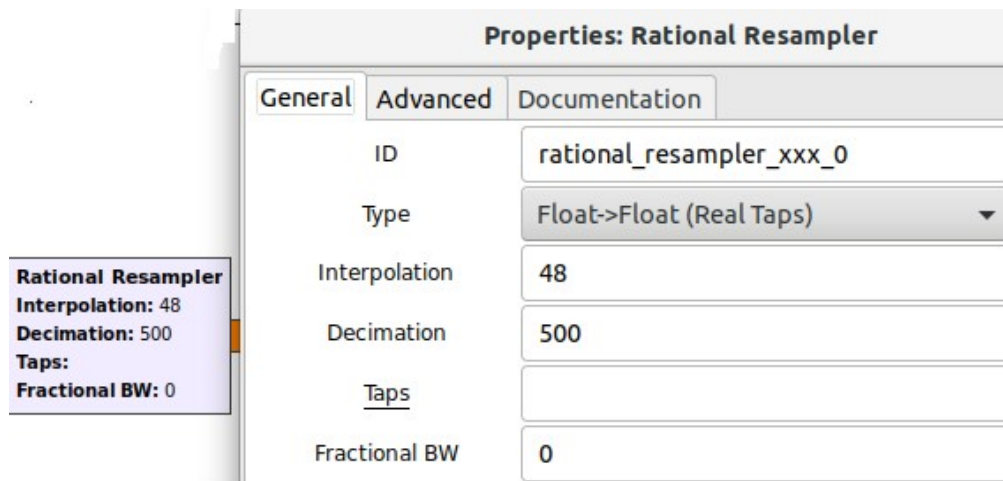 Properties: Rational Resampler
General Advanced Documentation
ID rational_resampler_xxx_0
Type Float->Float (Real Taps)
Interpolation 48
Decimation 500
Taps
Fractional BW 0
Rational Resampler
Interpolation: 48
Decimation: 500
Taps:
Fractional BW: 0